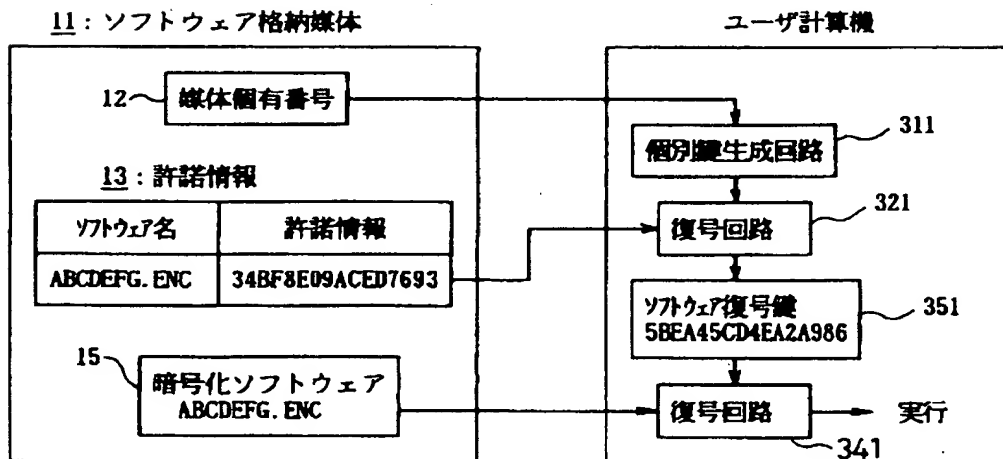 11：ソフトウェア格納媒体
ユーザ計算機
12
媒体個有番号
311
個別鍵生成回路
13：許諾情報
321
ソフトウェア名
許諾情報
復号回路
ABCDEFG.ENC
34BF8E09ACED7693
ソフトウェア復号鍵
5BEA45CD4EA2A986
351
15
暗号化ソフトウェア
ABCDEFG.ENC
復号回路
実行
341